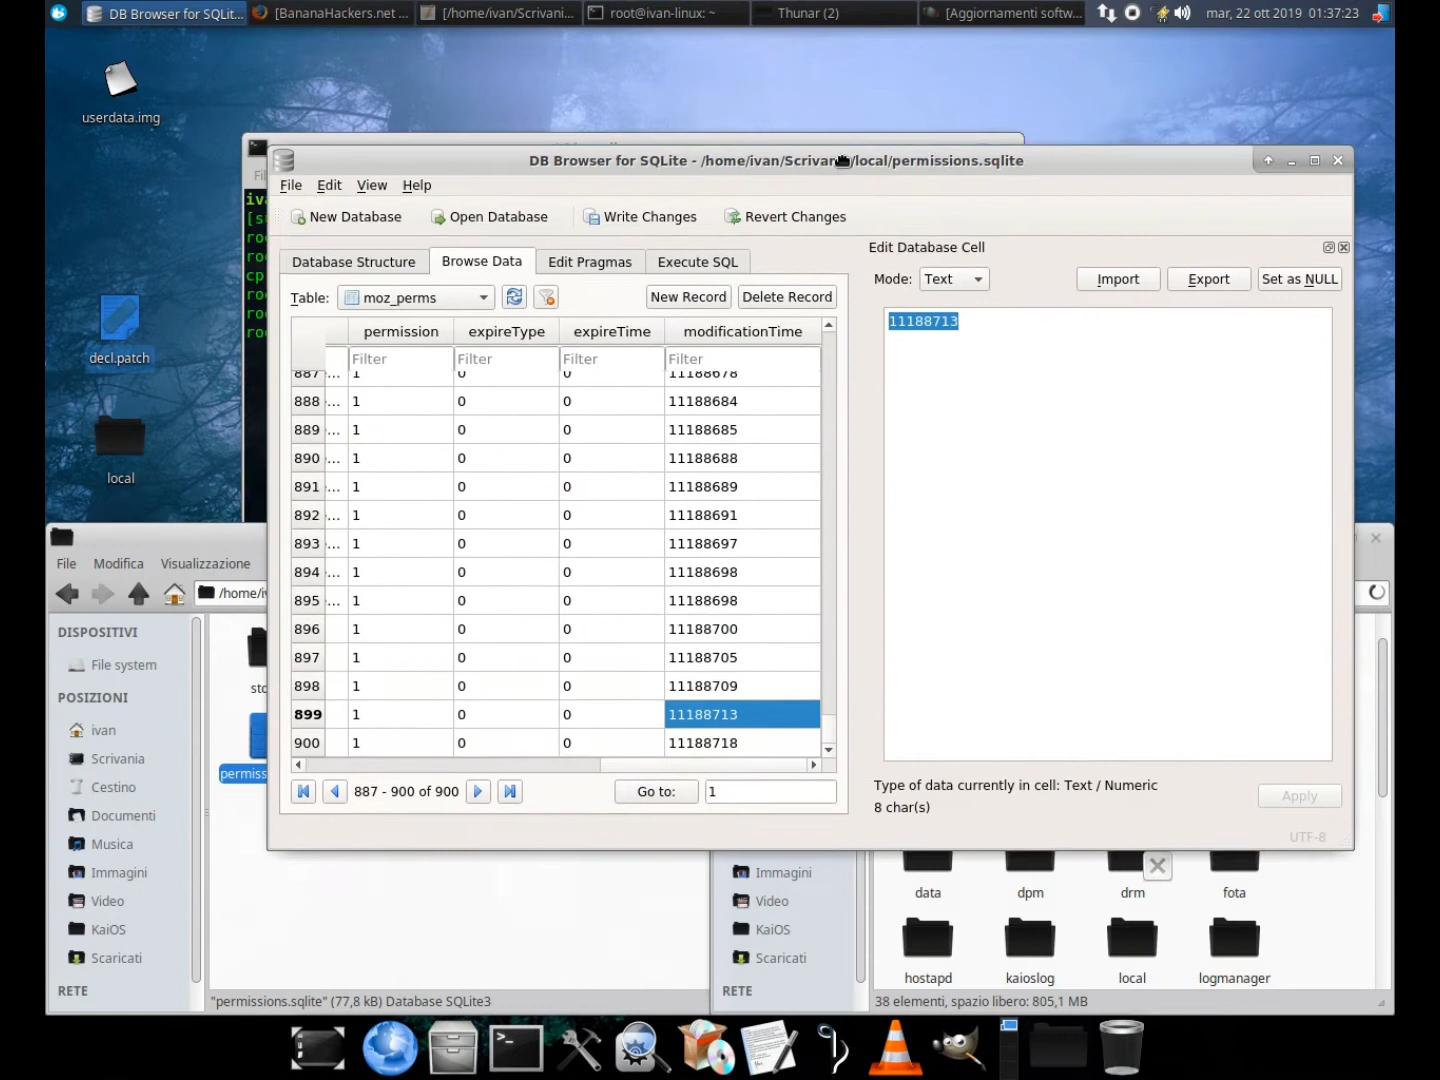 DB Browser for SQLit...
[BananaHackers.net ...
[/home/ivan/Scrivani...
root@ivan-linux: ~
Thunar (2)
[Aggiornamenti softw...
mar, 22 ott 2019 01:37:23
userdata.img
decl.patch
local
DB Browser for SQLite - /home/ivan/Scrivan /local/permissions.sqlite
File Edit View Help
New Database Open Database Write Changes Revert Changes
Database Structure Browse Data Edit Pragmas Execute SQL
Table: moz_perms New Record Delete Record
permission expireType expireTime modificationTime
Filter Filter Filter Filter
887 ... 1 0 0 11188678
888 ... 1 0 0 11188684
889 ... 1 0 0 11188685
890 ... 1 0 0 11188688
891 ... 1 0 0 11188689
892 ... 1 0 0 11188691
893 ... 1 0 0 11188697
894 ... 1 0 0 11188698
895 ... 1 0 0 11188698
896 1 0 0 11188700
897 1 0 0 11188705
898 1 0 0 11188709
899 1 0 0 11188713
900 1 0 0 11188718
887 - 900 of 900 Go to: 1
Edit Database Cell
Mode: Text Import Export Set as NULL
11188713
Type of data currently in cell: Text / Numeric
8 char(s)
Apply
UTF-8
File Modifica Visualizzazione
/home/iv
DISPOSITIVI
File system
POSIZIONI
ivan
Scrivania
Cestino
Documenti
Musica
Immagini
Video
KaiOS
Scaricati
RETE
permiss
"permissions.sqlite" (77,8 kB) Database SQLite3
Immagini
Video
KaiOS
Scaricati
RETE
data dpm drm fota
hostapd kaioslog local logmanager
38 elementi, spazio libero: 805,1 MB